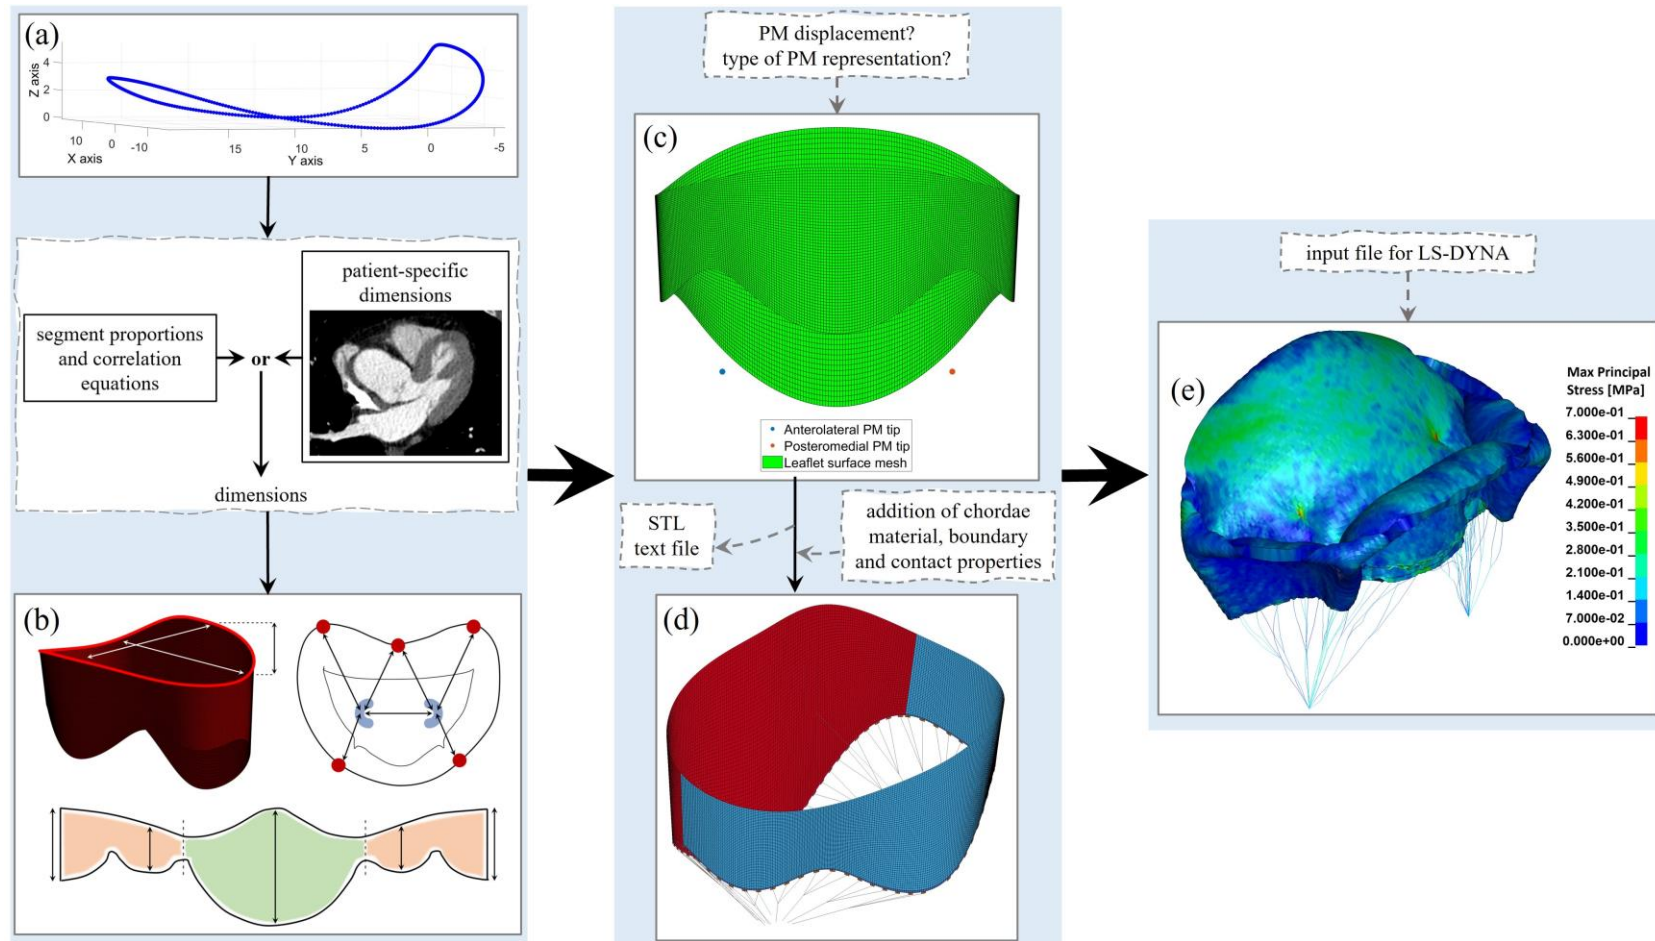 (a)
Z axis
4
2
0
10
0
-10
X axis
15
10
5
0
-5
Y axis
segment proportions
and correlation
equations
or
patient-specific
dimensions
dimensions
(b)
PM displacement?
type of PM representation?
(c)
Anterolateral PM tip
Posteromedial PM tip
Leaflet surface mesh
STL
text file
addition of chordae
material, boundary
and contact properties
(d)
input file for LS-DYNA
(e)
Max Principal
Stress [MPa]
7.000e-01
6.300e-01
5.600e-01
4.900e-01
4.200e-01
3.500e-01
2.800e-01
2.100e-01
1.400e-01
7.000e-02
0.000e+00